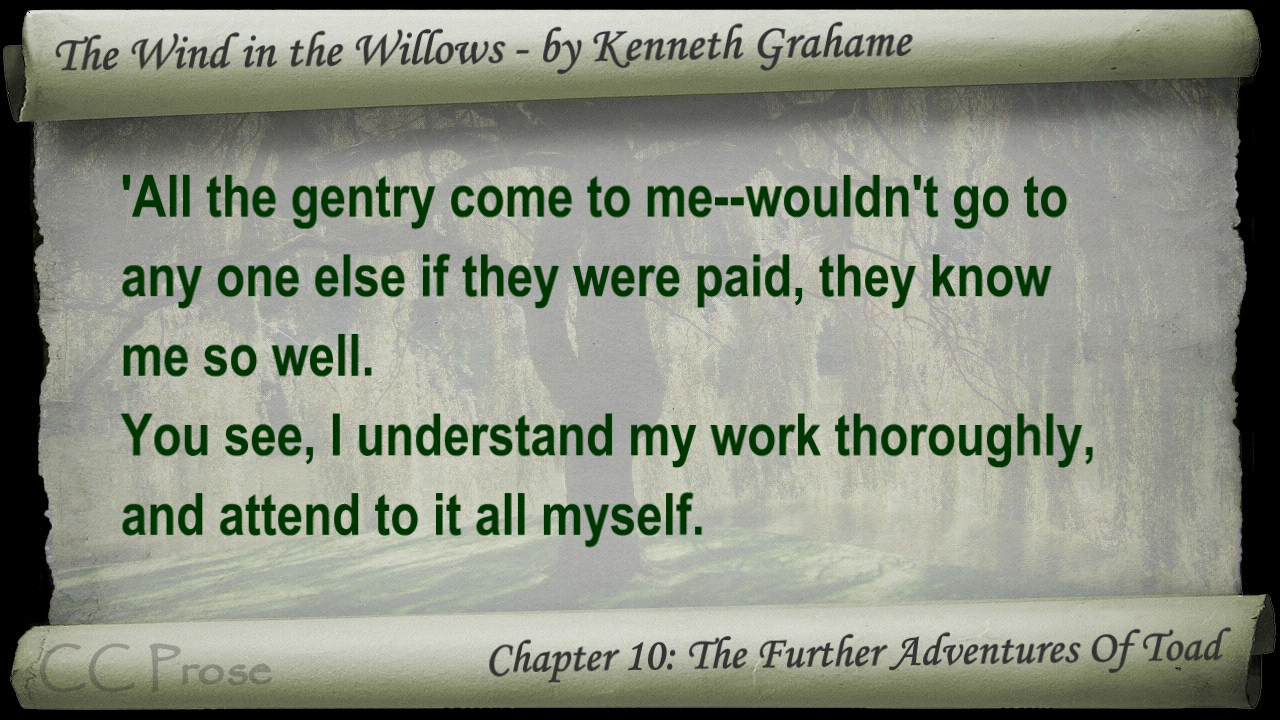 The Wind in the Willows - by Kenneth Grahame
'All the gentry come to me--wouldn't go to
any one else if they were paid, they know
me so well.
You see, I understand my work thoroughly,
and attend to it all myself.
CC Prose
Chapter 10: The Further Adventures Of Toad